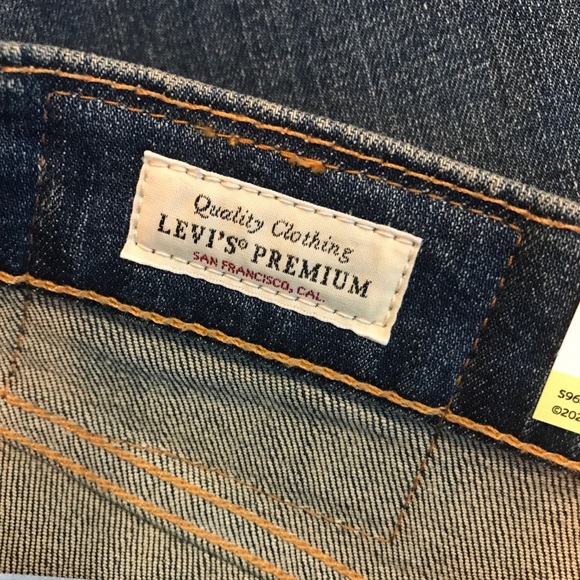 Quality Clothing
LEVI'S® PREMIUM
SAN FRANCISCO, CAL.